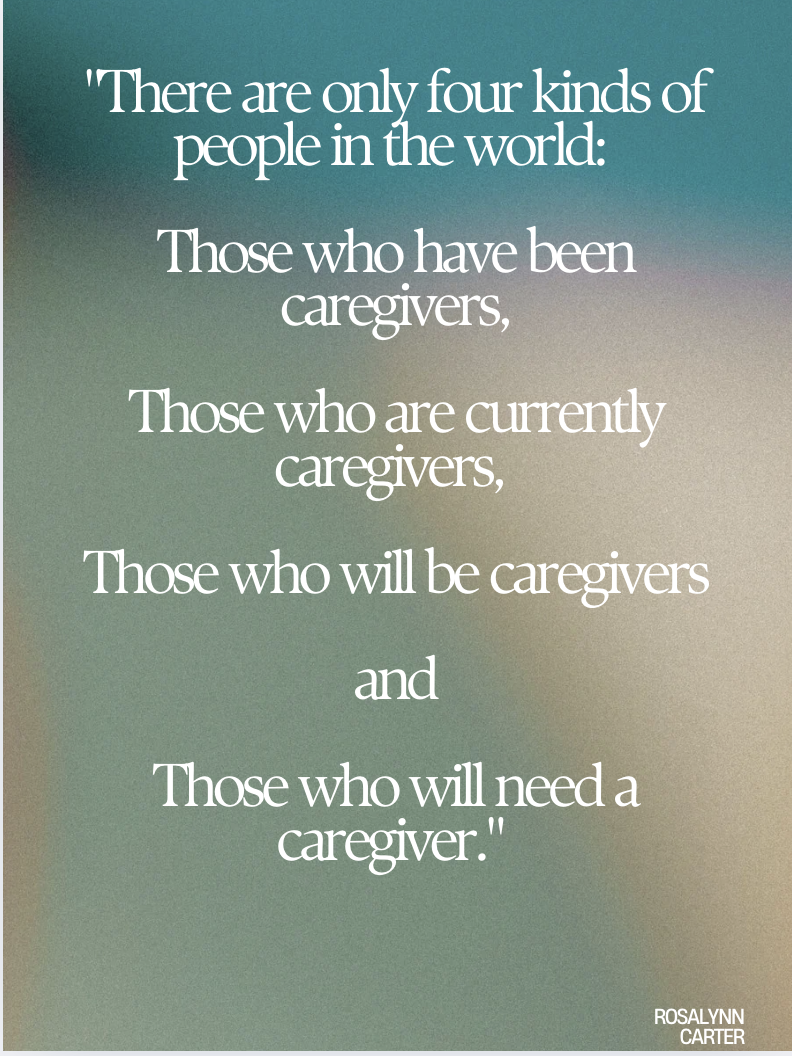 "There are only four kinds of
people in the world:
Those who have been
caregivers,
Those who are currently
caregivers,
Those who will be caregivers
and
Those who will need a
caregiver."
ROSALYNN
CARTER